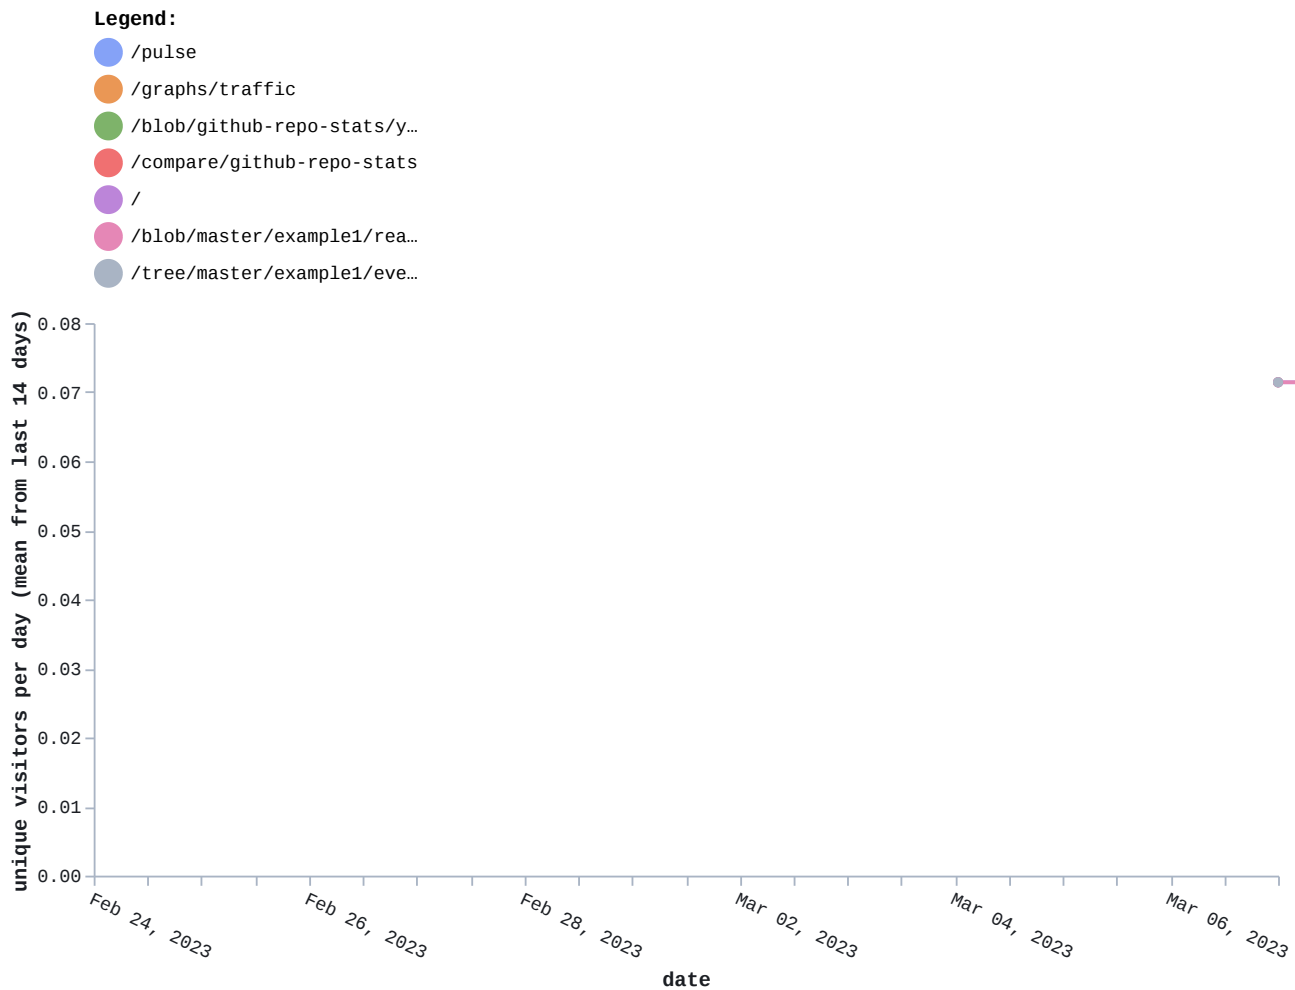 Legend:
/pulse
/graphs/traffic
/blob/github-repo-stats/y…
/compare/github-repo-stats
/
/blob/master/example1/rea…
/tree/master/example1/eve…
unique visitors per day (mean from last 14 days)
0.08
0.07
0.06
0.05
0.04
0.03
0.02
0.01
0.00
Feb 24, 2023
Feb 26, 2023
Feb 28, 2023
Mar 02, 2023
Mar 04, 2023
Mar 06, 2023
date